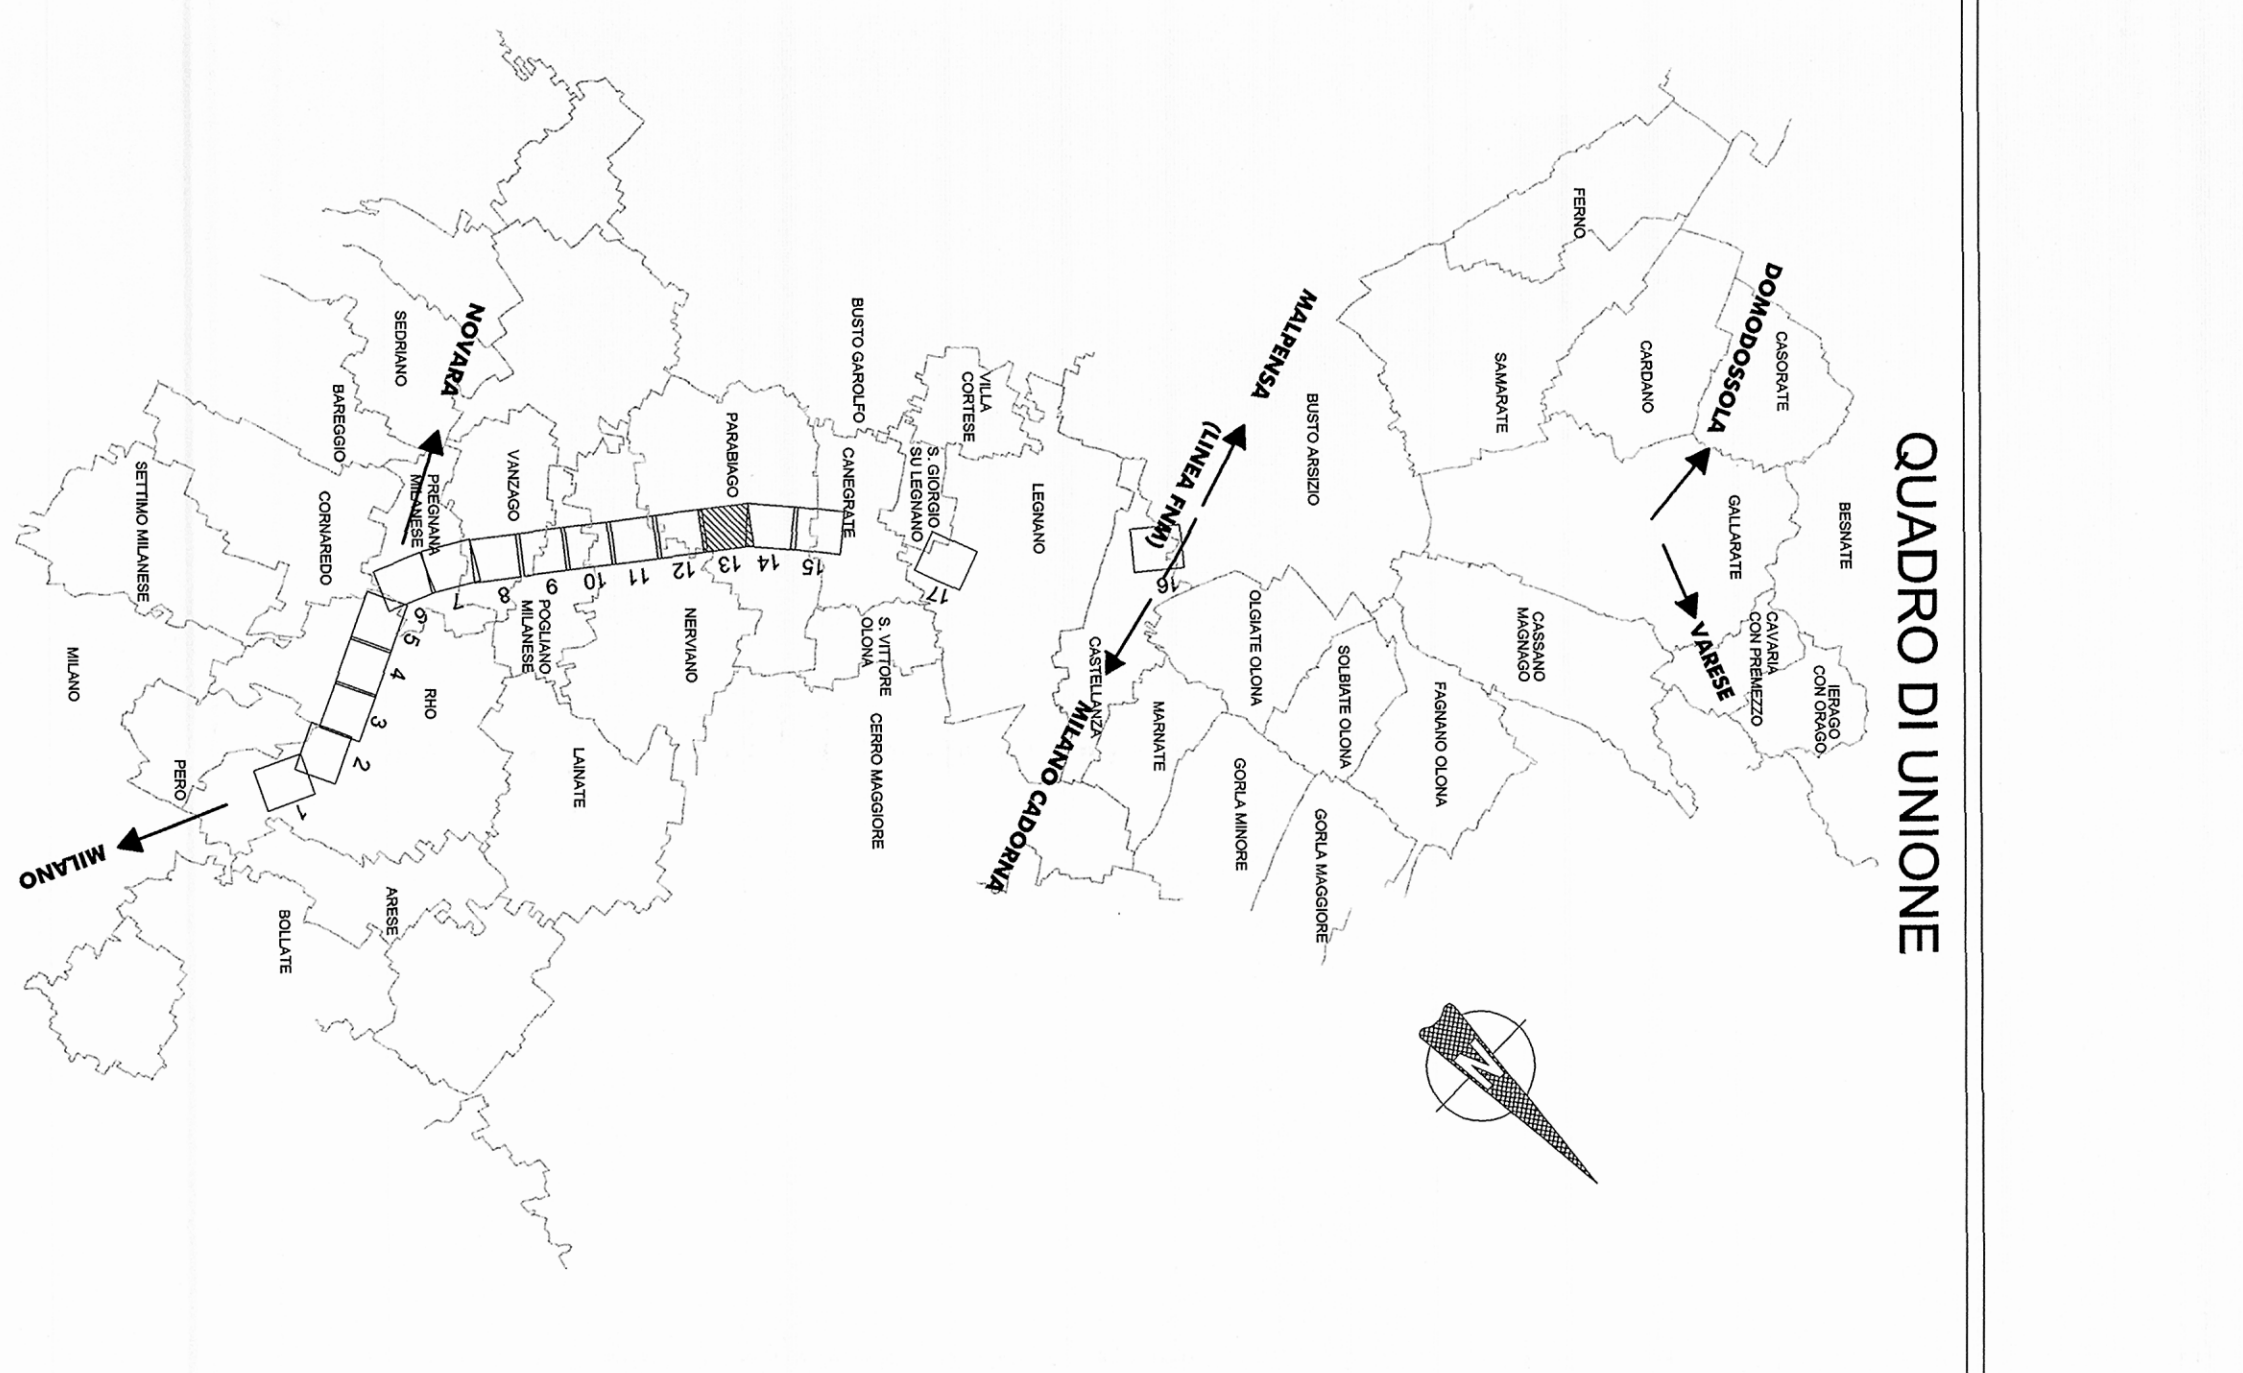 QUADRO DI UNIONE
BESNATE
IERAGO
CON ORAGO
CASORATE
DOMODOSSOLA
GALLARATE
CAVARIA
CON PREMEZZO
VARESE
CARDANO
FERNO
SAMARATE
CASSANO
MAGNAGO
FAGNANO OLONA
SOLBIATE OLONA
GORLA MAGGIORE
BUSTO ARSIZIO
MALPENSA
(LINEA FNM)
OLGIATE OLONA
GORLA MINORE
MARNATE
CASTELLANZA
MILANO CADORNA
LEGNANO
VILLA
CORTESE
S. GIORGIO
SU LEGNANO
BUSTO GAROLFO
CANEGRATE
S. VITTORE
OLONA
CERRO MAGGIORE
PARABIAGO
NERVIANO
VANZAGO
POGLIANO
MILANESE
LAINATE
NOVARA
PREGNANA
MILANESE
RHO
SEDRIANO
BAREGGIO
CORNAREDO
ARESE
BOLLATE
SETTIMO MILANESE
PERO
MILANO
MILANO
1
2
3
4
5
6
7
8
9
10
11
12
13
14
15
16
17
N